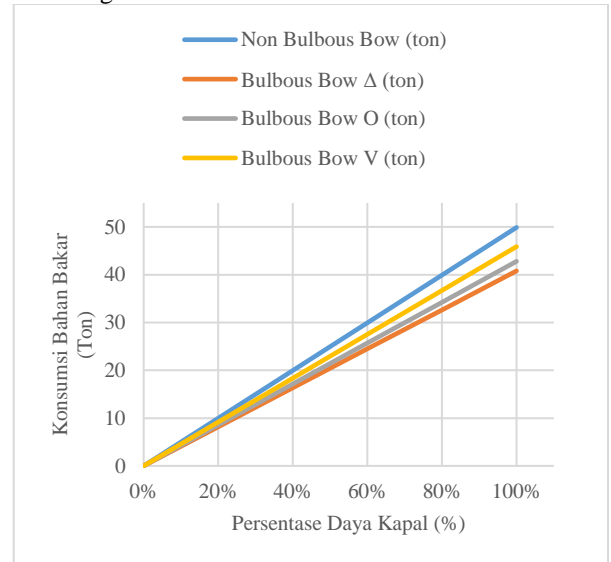 Non Bulbous Bow (ton)
Bulbous Bow Δ (ton)
Bulbous Bow O (ton)
Bulbous Bow V (ton)
Konsumsi Bahan Bakar
(Ton)
50
40
30
20
10
0
0% 20% 40% 60% 80% 100%
Persentase Daya Kapal (%)